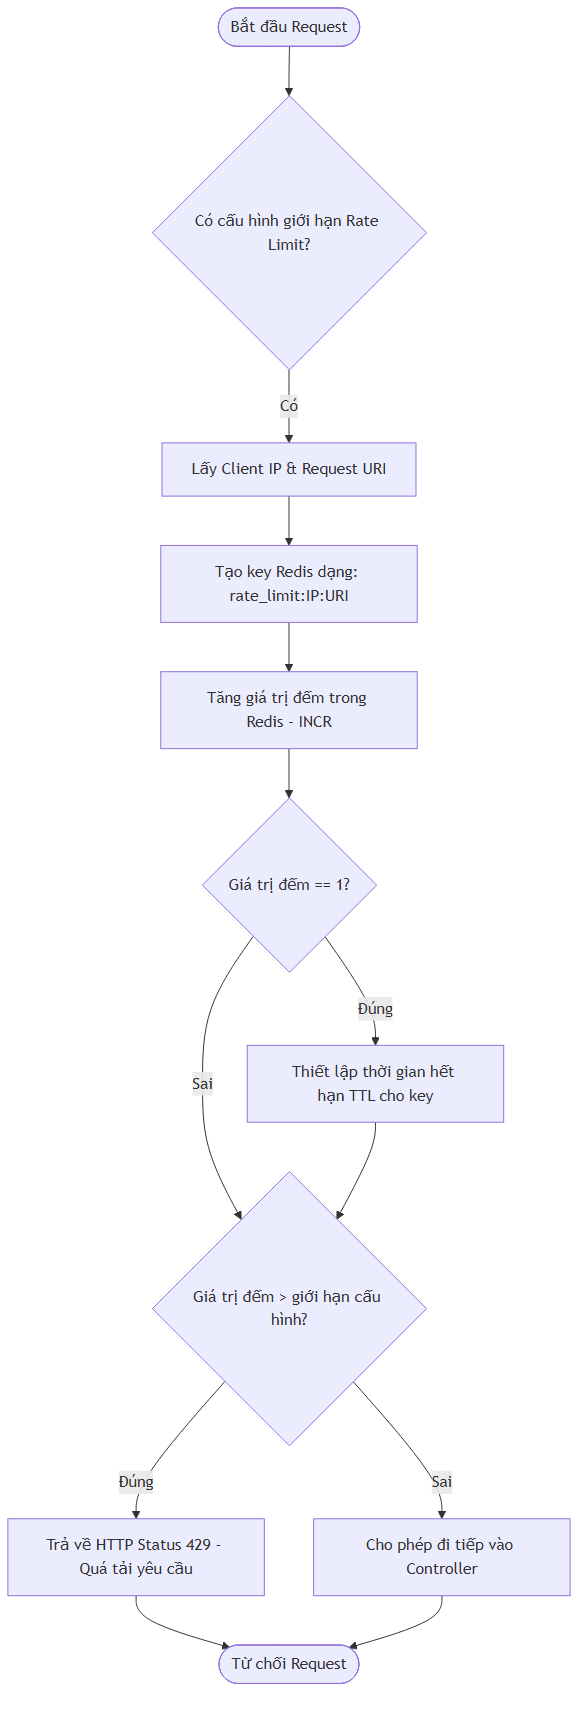 Bắt đầu Request
Có cấu hình giới hạn Rate
Limit?
Có
Lấy Client IP & Request URI
Tạo key Redis dạng:
rate_limit:IP:URI
Tăng giá trị đếm trong
Redis - INCR
Giá trị đếm == 1?
Đúng
Thiết lập thời gian hết
hạn TTL cho key
Sai
Giá trị đếm > giới hạn cấu
hình?
Đúng
Sai
Trả về HTTP Status 429 -
Quá tải yêu cầu
Cho phép đi tiếp vào
Controller
Từ chối Request